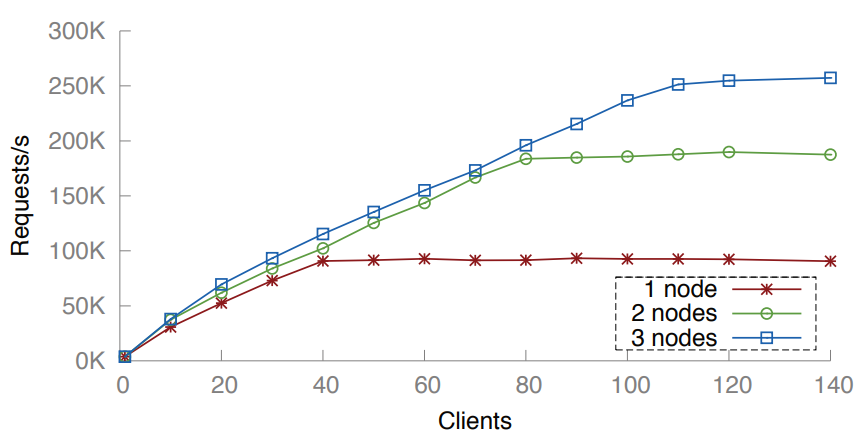 300K
250K
200K
150K
100K
50K
0K
Requests/s
1 node
2 nodes
3 nodes
0 20 40 60 80 100 120 140
Clients